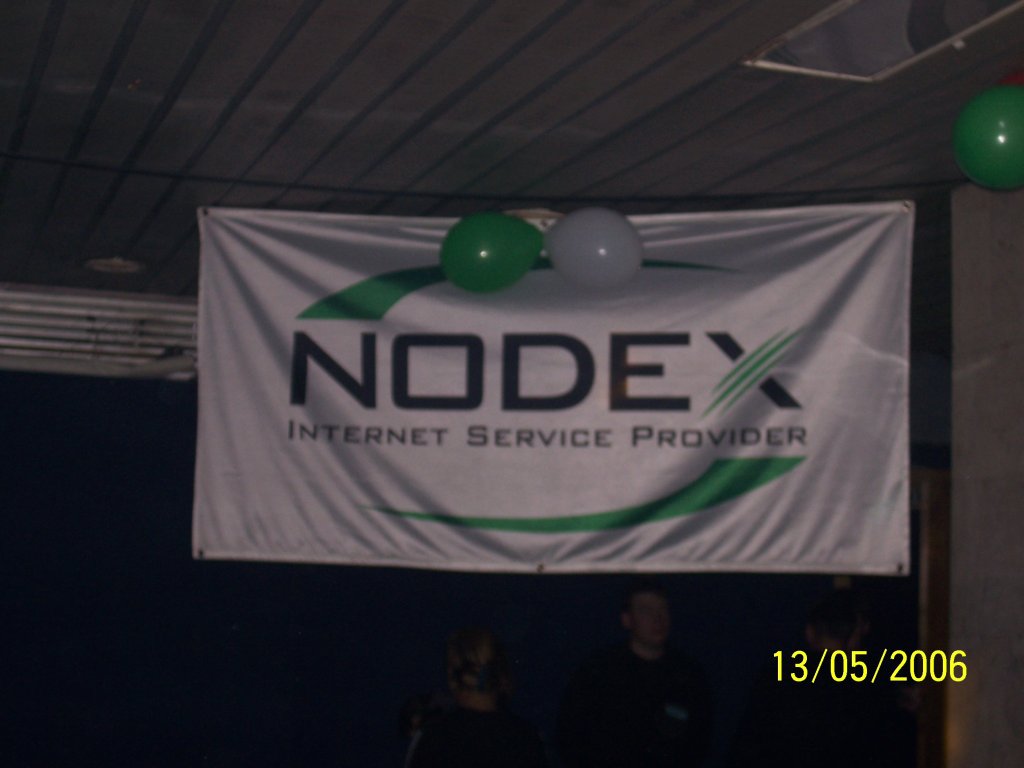 NODEX
INTERNET SERVICE PROVIDER
13/05/2006